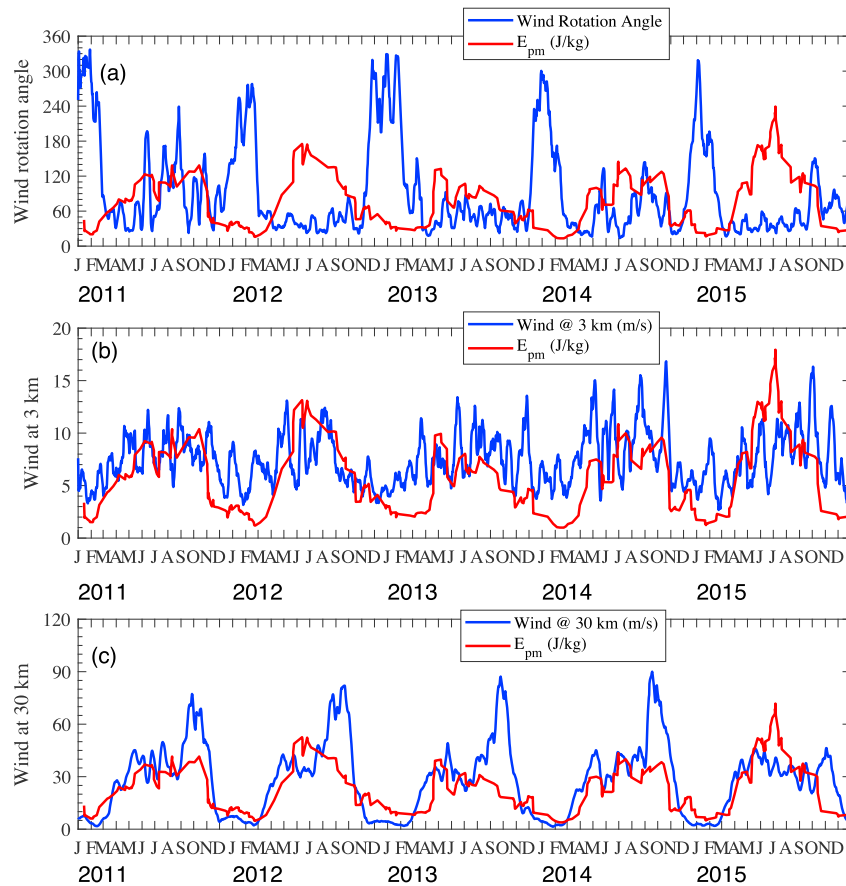 Wind Rotation Angle
E_pm (J/kg)
(a)
Wind rotation angle
360
300
240
180
120
60
0
J FMAMJ J ASOND J FMAMJ J ASOND J FMAMJ J ASOND J FMAMJ J ASOND J FMAMJ J ASOND
2011 2012 2013 2014 2015
Wind @ 3 km (m/s)
E_pm (J/kg)
(b)
Wind at 3 km
20
15
10
5
0
J FMAMJ J ASOND J FMAMJ J ASOND J FMAMJ J ASOND J FMAMJ J ASOND J FMAMJ J ASOND
2011 2012 2013 2014 2015
Wind @ 30 km (m/s)
E_pm (J/kg)
(c)
Wind at 30 km
120
90
60
30
0
J FMAMJ J ASOND J FMAMJ J ASOND J FMAMJ J ASOND J FMAMJ J ASOND J FMAMJ J ASOND
2011 2012 2013 2014 2015